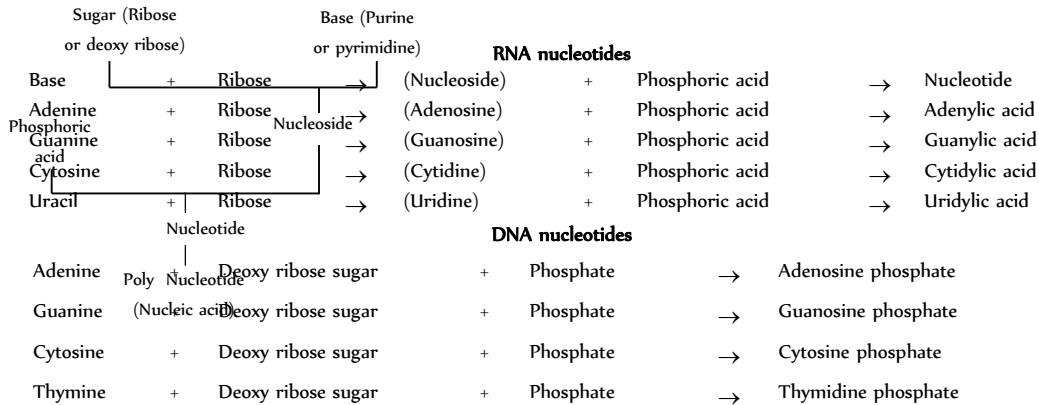 Sugar (Ribose
or deoxy ribose)
Base (Purine
or pyrimidine)
Nucleoside
Phosphoric
acid
Nucleotide
Poly Nucleotide
(Nucleic acid)
RNA nucleotides
Base + Ribose → (Nucleoside) + Phosphoric acid → Nucleotide
Adenine + Ribose → (Adenosine) + Phosphoric acid → Adenylic acid
Guanine + Ribose → (Guanosine) + Phosphoric acid → Guanylic acid
Cytosine + Ribose → (Cytidine) + Phosphoric acid → Cytidylic acid
Uracil + Ribose → (Uridine) + Phosphoric acid → Uridylic acid
DNA nucleotides
Adenine + Deoxy ribose sugar + Phosphate → Adenosine phosphate
Guanine + Deoxy ribose sugar + Phosphate → Guanosine phosphate
Cytosine + Deoxy ribose sugar + Phosphate → Cytosine phosphate
Thymine + Deoxy ribose sugar + Phosphate → Thymidine phosphate